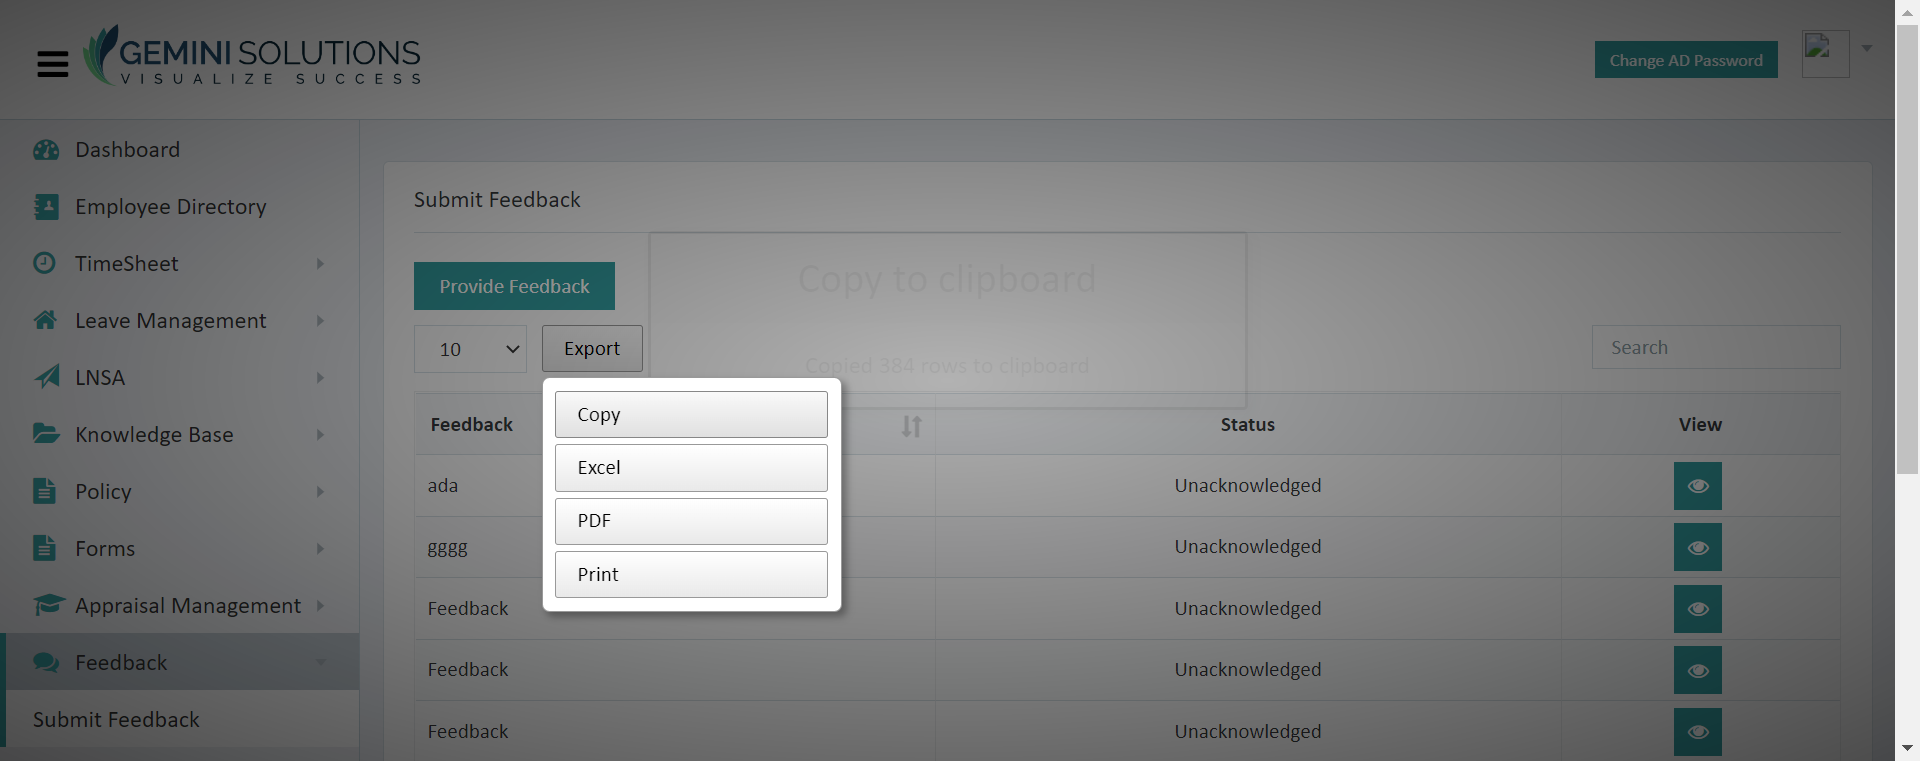 GEMINI SOLUTIONS
VISUALIZE SUCCESS
Change AD Password
Dashboard
Employee Directory
TimeSheet
Leave Management
LNSA
Knowledge Base
Policy
Forms
Appraisal Management
Feedback
Submit Feedback
Submit Feedback
Provide Feedback
Copy to clipboard
Copied 384 rows to clipboard
10
Export
Search
Copy
Excel
PDF
Print
Feedback Status View
ada Unacknowledged
gggg Unacknowledged
Feedback Unacknowledged
Feedback Unacknowledged
Feedback Unacknowledged